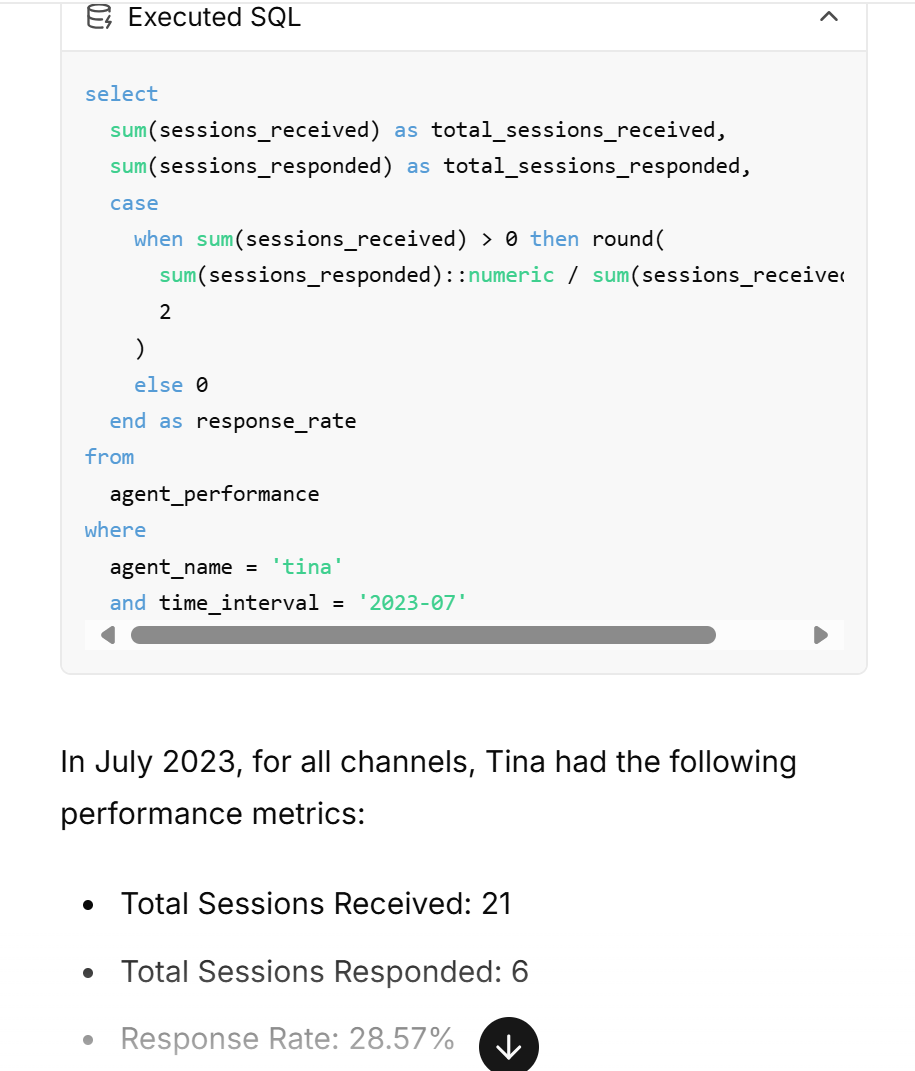 Executed SQL
select
sum(sessions_received) as total_sessions_received,
sum(sessions_responded) as total_sessions_responded,
case
when sum(sessions_received) > 0 then round(
sum(sessions_responded)::numeric / sum(sessions_received
2
)
else 0
end as response_rate
from
agent_performance
where
agent_name = 'tina'
and time_interval = '2023-07'
In July 2023, for all channels, Tina had the following
performance metrics:
• Total Sessions Received: 21
• Total Sessions Responded: 6
• Response Rate: 28.57%